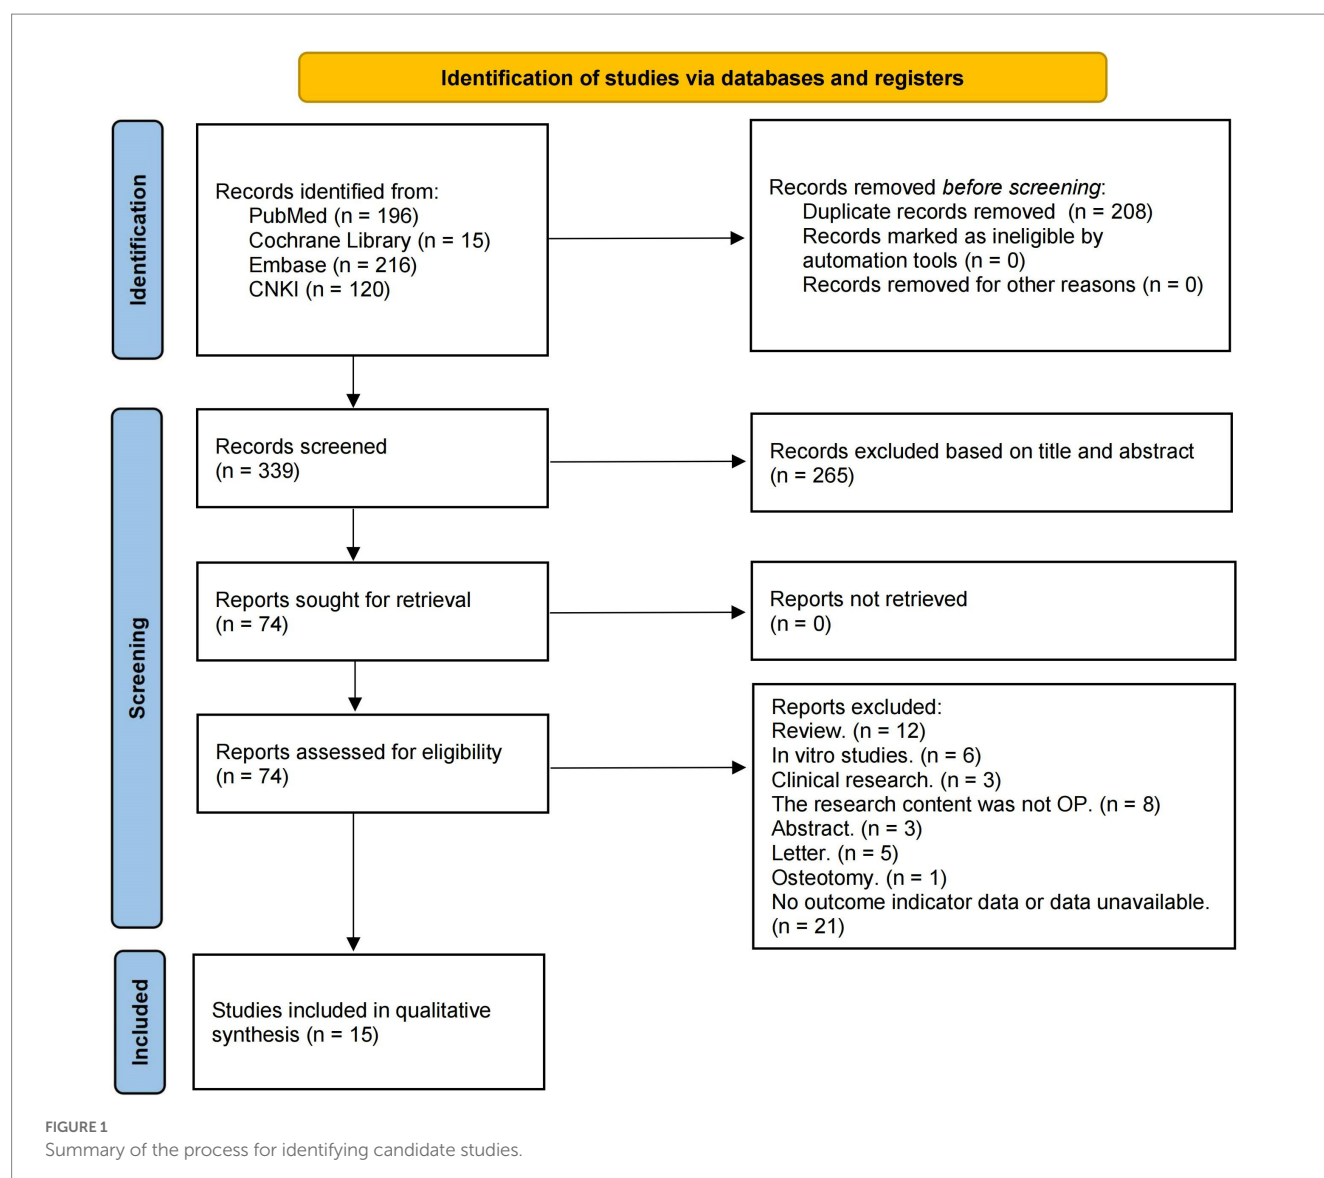 Identification of studies via databases and registers
Identification
Records identified from:
PubMed (n = 196)
Cochrane Library (n = 15)
Embase (n = 216)
CNKI (n = 120)
Records removed before screening:
Duplicate records removed (n = 208)
Records marked as ineligible by
automation tools (n = 0)
Records removed for other reasons (n = 0)
Screening
Records screened
(n = 339)
Records excluded based on title and abstract
(n = 265)
Reports sought for retrieval
(n = 74)
Reports not retrieved
(n = 0)
Reports assessed for eligibility
(n = 74)
Reports excluded:
Review. (n = 12)
In vitro studies. (n = 6)
Clinical research. (n = 3)
The research content was not OP. (n = 8)
Abstract. (n = 3)
Letter. (n = 5)
Osteotomy. (n = 1)
No outcome indicator data or data unavailable.
(n = 21)
Included
Studies included in qualitative
synthesis (n = 15)
FIGURE 1
Summary of the process for identifying candidate studies.